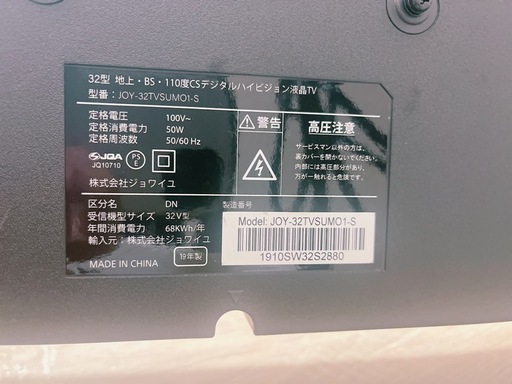 32型 地上・BS・110度CSデジタルハイビジョン液晶TV
型番：JOY-32TVSUMO1-S
定格電圧 100V~
定格消費電力 50W
定格周波数 50/60 Hz
JQA
JQ10710
PS
E
株式会社ジョワイユ
警告
高圧注意
サービスマン以外の方は、
裏カバーを開かないでください。
内部には高圧部分があり、
万が一触れると危険です。
区分名 DN
受信機型サイズ 32V型
年間消費電力 68KWh/年
輸入元：株式会社ジョワイユ
MADE IN CHINA
19年製
製造番号
Model: JOY-32TVSUMO1-S
1910SW32S2880